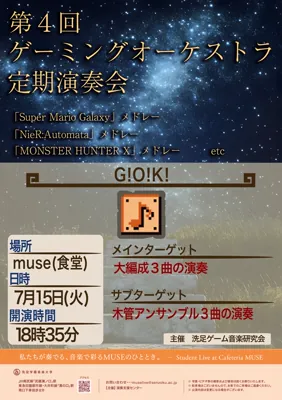 第４回
ゲーミングオーケストラ
定期演奏会
「Super Mario Galaxy」メドレー
「NieR:Automata」メドレー
「MONSTER HUNTER X」メドレー　etc
G!O!K!
場所
muse(食堂)
日時
7月15日(火)
開演時間
18時35分
メインターゲット
大編成３曲の演奏
サブターゲット
木管アンサンブル３曲の演奏
主催　洗足ゲーム音楽研究会
私たちが奏でる、音楽で彩るMUSEのひととき。 — Student Live at Cafeteria MUSE